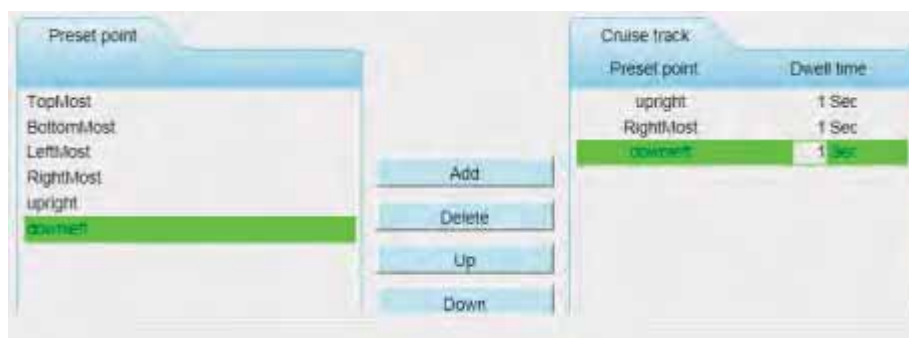 Preset point
TopMost
BottomMost
LeftMost
RightMost
upright
downleft
Add
Delete
Up
Down
Cruise track
Preset point Dwell time
upright 1 Sec
RightMost 1 Sec
downleft 1 Sec